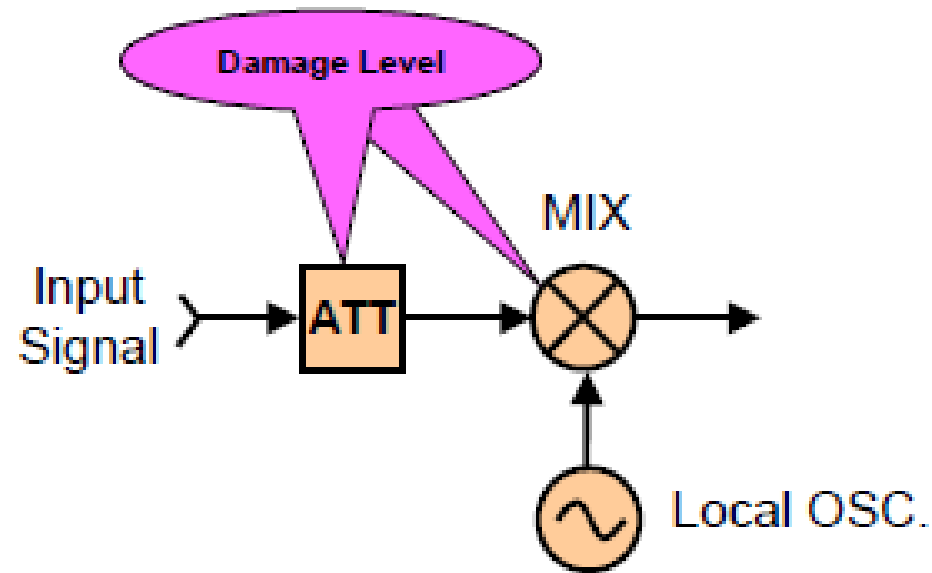 Damage Level
MIX
Input
Signal
ATT
Local OSC.